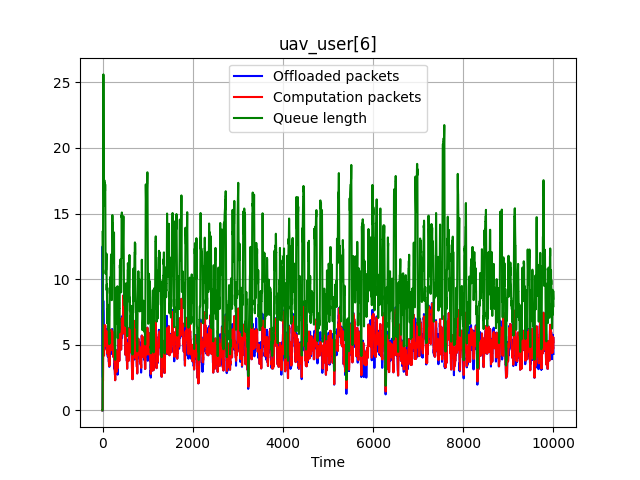 uav_user[6]
Offloaded packets
Computation packets
Queue length
25
20
15
10
5
0
0 2000 4000 6000 8000 10000
Time